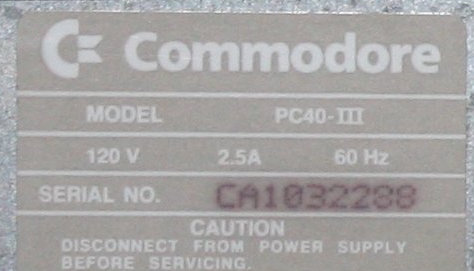 Commodore
MODEL PC40-III
120 V 2.5A 60 Hz
SERIAL NO. CA1032288
CAUTION
DISCONNECT FROM POWER SUPPLY
BEFORE SERVICING.